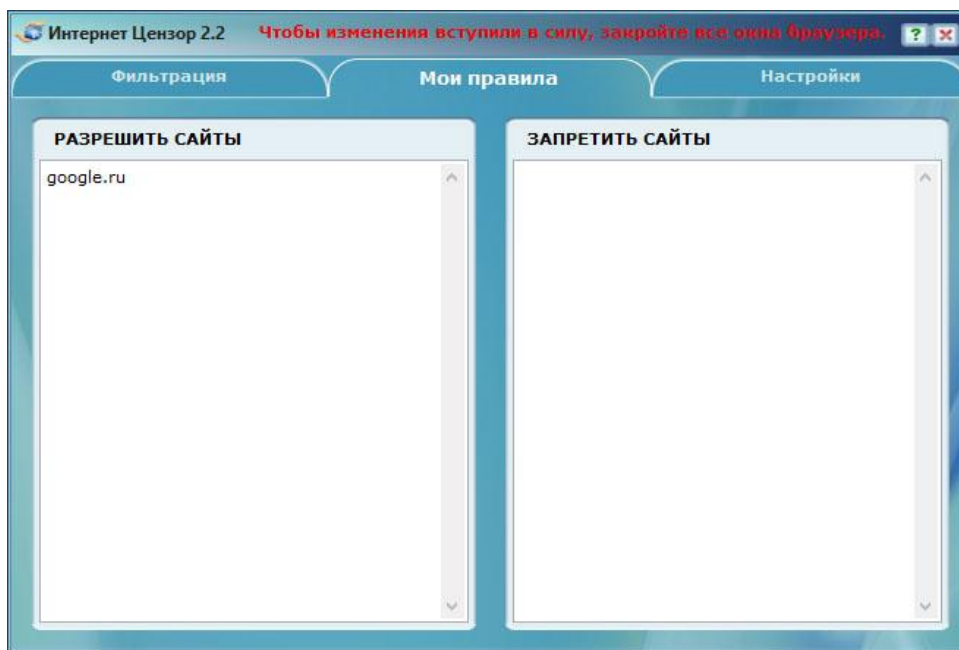 Интернет Цензор 2.2 Чтобы изменения вступили в силу, закройте все окна браузера. ?
Фильтрация Мои правила Настройки
РАЗРЕШИТЬ САЙТЫ ЗАПРЕТИТЬ САЙТЫ
google.ru